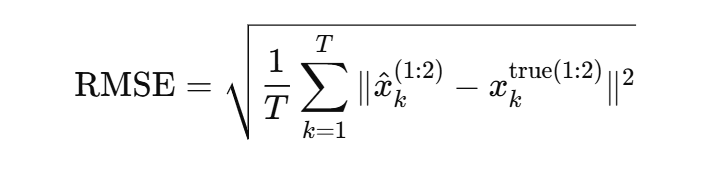 RMSE = \sqrt{\frac{1}{T} \sum_{k=1}^{T} \| \hat{x}_k^{(1:2)} - x_k^{\text{true}(1:2)} \|^2}